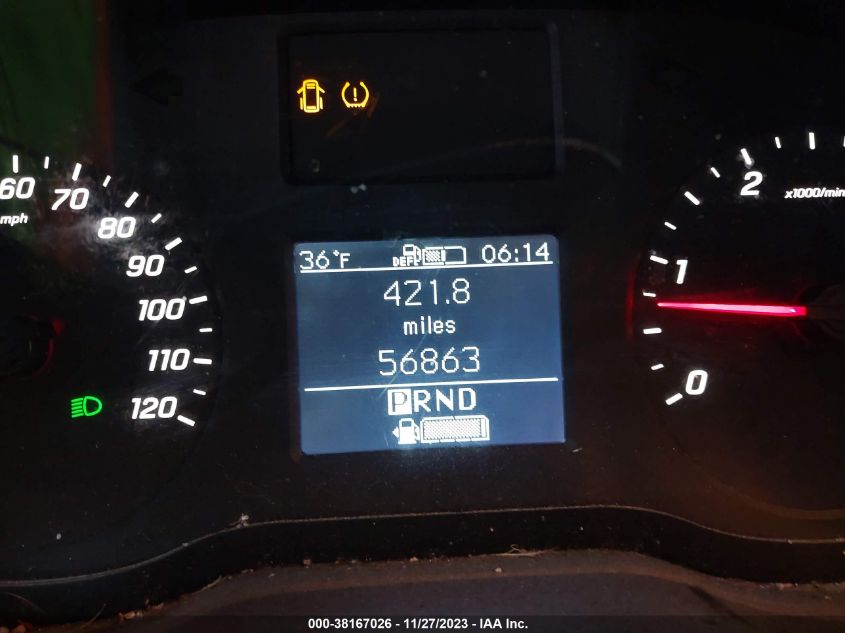 60
70
mph
80
90
100
110
120
36°F DEF 06:14
421.8
miles
56863
PRND
2
x1000/min
1
0
000-38167026 - 11/27/2023 - IAA Inc.